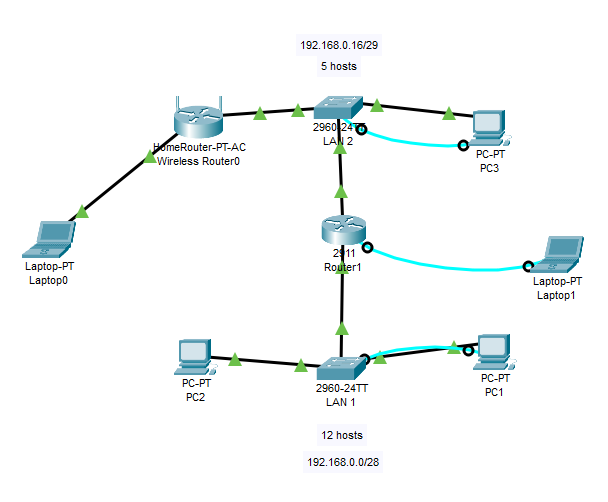 192.168.0.16/29
5 hosts
2960-24TT
LAN 2
HomeRouter-PT-AC
Wireless Router0
PC-PT
PC3
2911
Router1
Laptop-PT
Laptop0
Laptop-PT
Laptop1
PC-PT
PC2
2960-24TT
LAN 1
PC-PT
PC1
12 hosts
192.168.0.0/28